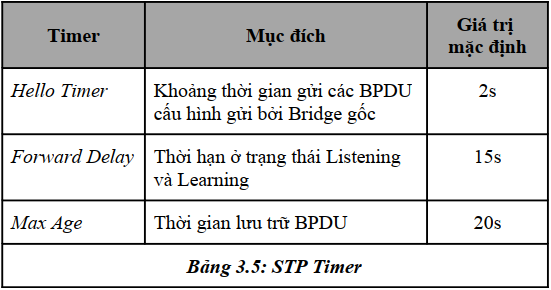 Timer
Mục đích
Giá trị
mặc định
Hello Timer
Khoảng thời gian gửi các BPDU
cấu hình gửi bởi Bridge gốc
2s
Forward Delay
Thời hạn ở trạng thái Listening
và Learning
15s
Max Age
Thời gian lưu trữ BPDU
20s
Bảng 3.5: STP Timer